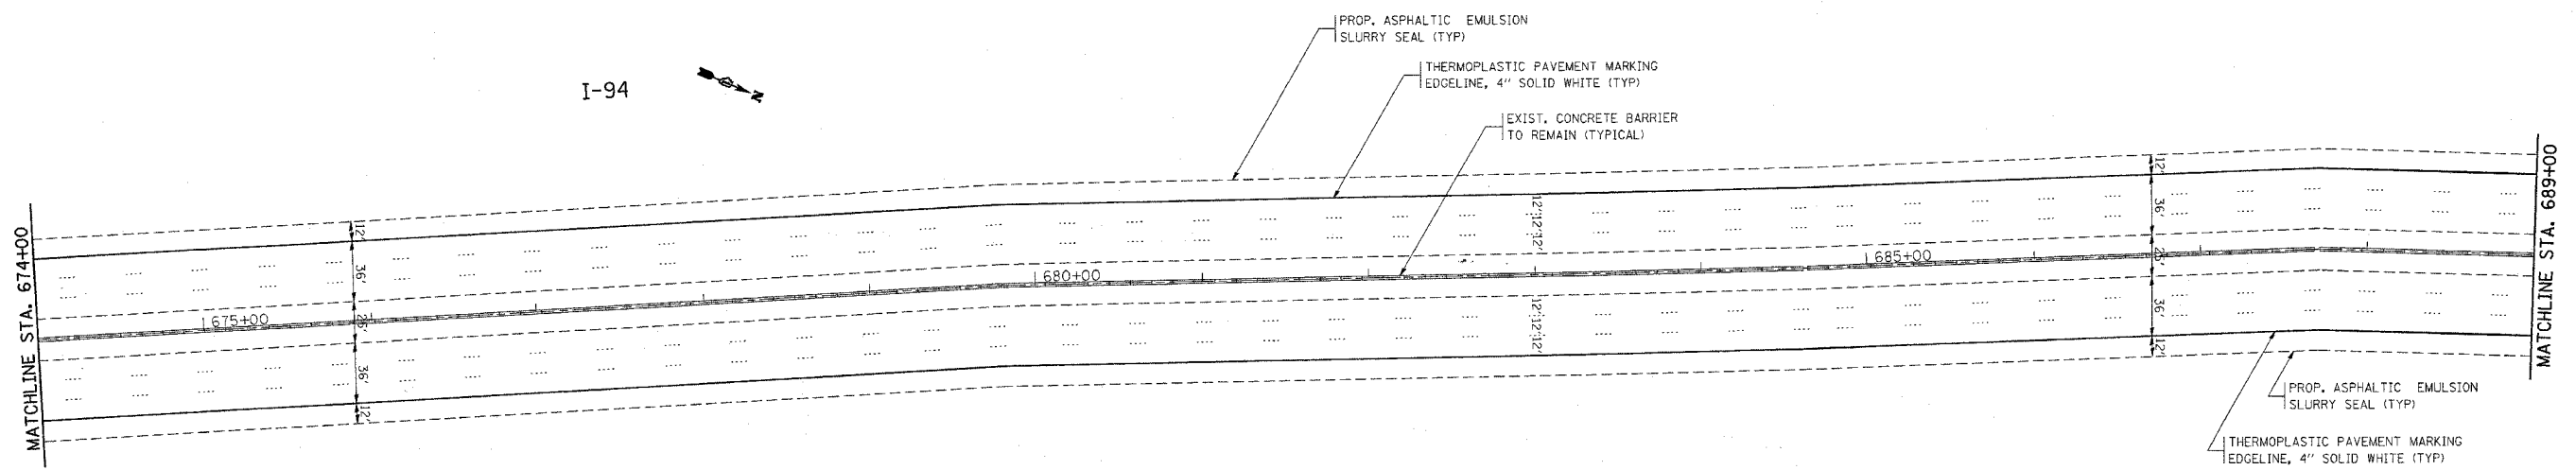 PROP. ASPHALTIC EMULSION
SLURRY SEAL (TYP)
THERMOPLASTIC PAVEMENT MARKING
EDGELINE, 4" SOLID WHITE (TYP)
I-94
N
EXIST. CONCRETE BARRIER
TO REMAIN (TYPICAL)
MATCHLINE STA. 674+00
MATCHLINE STA. 689+00
12'
36'
36'
12'
12'
36'
36'
12'
12' 12' 12'
12' 12' 12'
675+00
680+00
685+00
PROP. ASPHALTIC EMULSION
SLURRY SEAL (TYP)
THERMOPLASTIC PAVEMENT MARKING
EDGELINE, 4" SOLID WHITE (TYP)